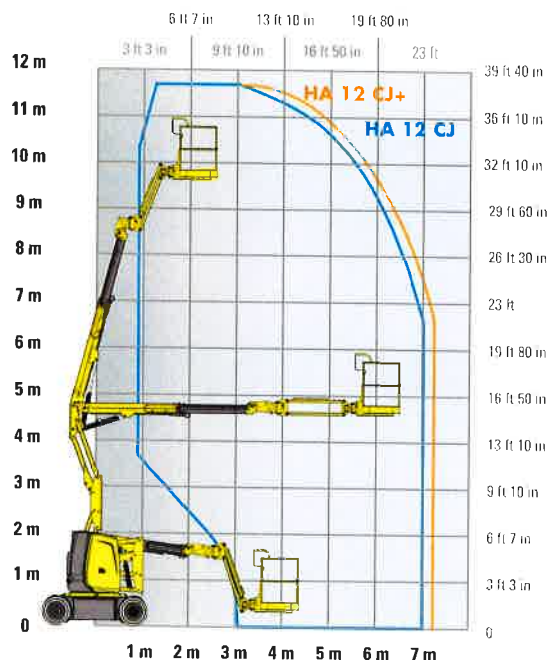 6 ft 7 in 13 ft 10 in 19 ft 80 in
3 ft 3 in 9 ft 10 in 16 ft 50 in 23 ft
12 m 39 ft 40 in
HA 12 CJ+
11 m 36 ft 10 in
HA 12 CJ
10 m 32 ft 10 in
9 m 29 ft 60 in
8 m 26 ft 30 in
7 m 23 ft
6 m 19 ft 80 in
5 m 16 ft 50 in
4 m 13 ft 10 in
3 m 9 ft 10 in
2 m 6 ft 7 in
1 m 3 ft 3 in
0 0
1 m 2 m 3 m 4 m 5 m 6 m 7 m